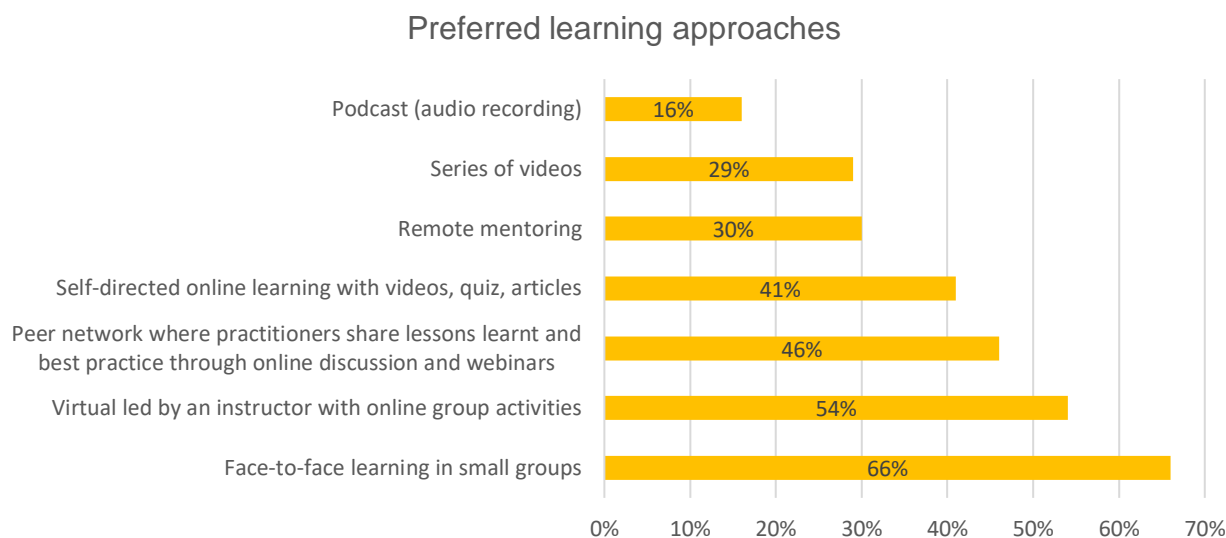 Preferred learning approaches
Podcast (audio recording)
16%
Series of videos
29%
Remote mentoring
30%
Self-directed online learning with videos, quiz, articles
41%
Peer network where practitioners share lessons learnt and
best practice through online discussion and webinars
46%
Virtual led by an instructor with online group activities
54%
Face-to-face learning in small groups
66%
0% 10% 20% 30% 40% 50% 60% 70%